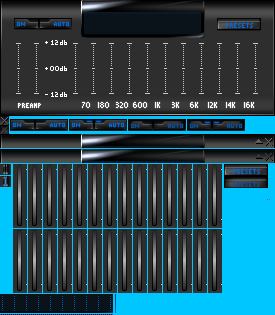 ON AUTO PRESETS
+12db
+00db
-12db
PREAMP 70 180 320 600 1K 3K 6K 12K 14K 16K
ON AUTO ON AUTO ON AUTO ON AUTO
PRESETS